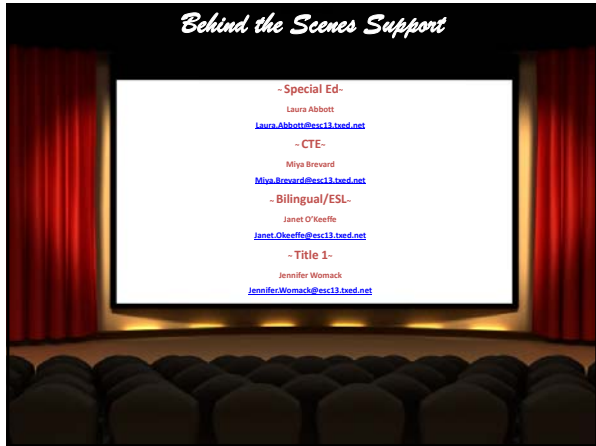 Behind the Scenes Support
~Special Ed~
Laura Abbott
Laura.Abbott@esc13.txed.net
~CTE~
Miya Brevard
Miya.Brevard@esc13.txed.net
~Bilingual/ESL~
Janet O'Keeffe
Janet.Okeeffe@esc13.txed.net
~Title 1~
Jennifer Womack
Jennifer.Womack@esc13.txed.net